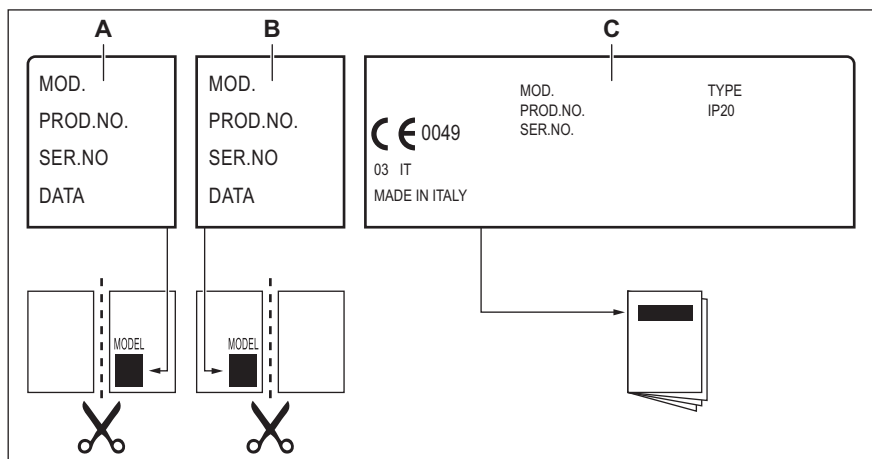 A
B
C
MOD.
PROD.NO.
SER.NO
DATA
MOD.
PROD.NO.
SER.NO
DATA
MOD.
PROD.NO.
SER.NO.
TYPE
IP20
CE 0049
03 IT
MADE IN ITALY
MODEL
MODEL